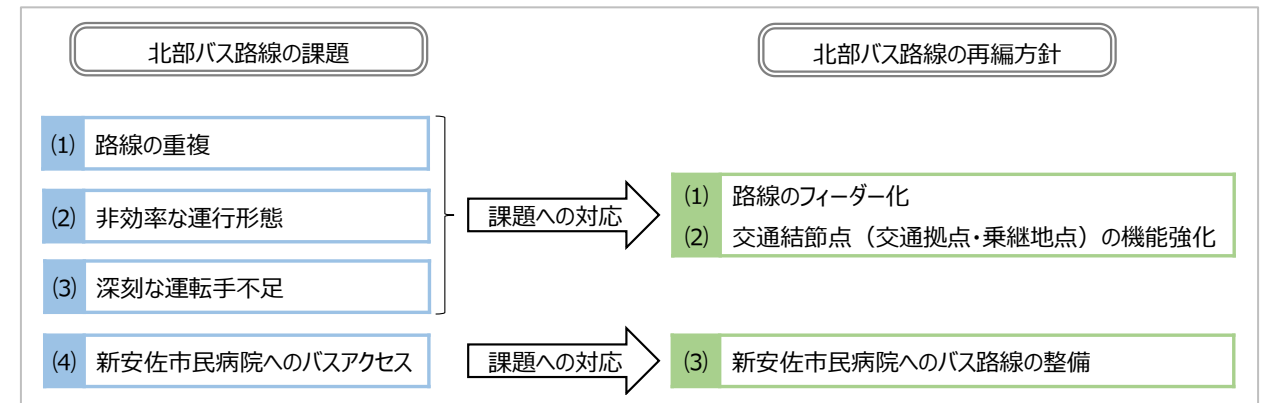 北部バス路線の課題
北部バス路線の再編方針
⑴ 路線の重複
⑵ 非効率な運行形態
⑶ 深刻な運転手不足
課題への対応
⑴ 路線のフィーダー化
⑵ 交通結節点（交通拠点・乗継地点）の機能強化
⑷ 新安佐市民病院へのバスアクセス
課題への対応
⑶ 新安佐市民病院へのバス路線の整備